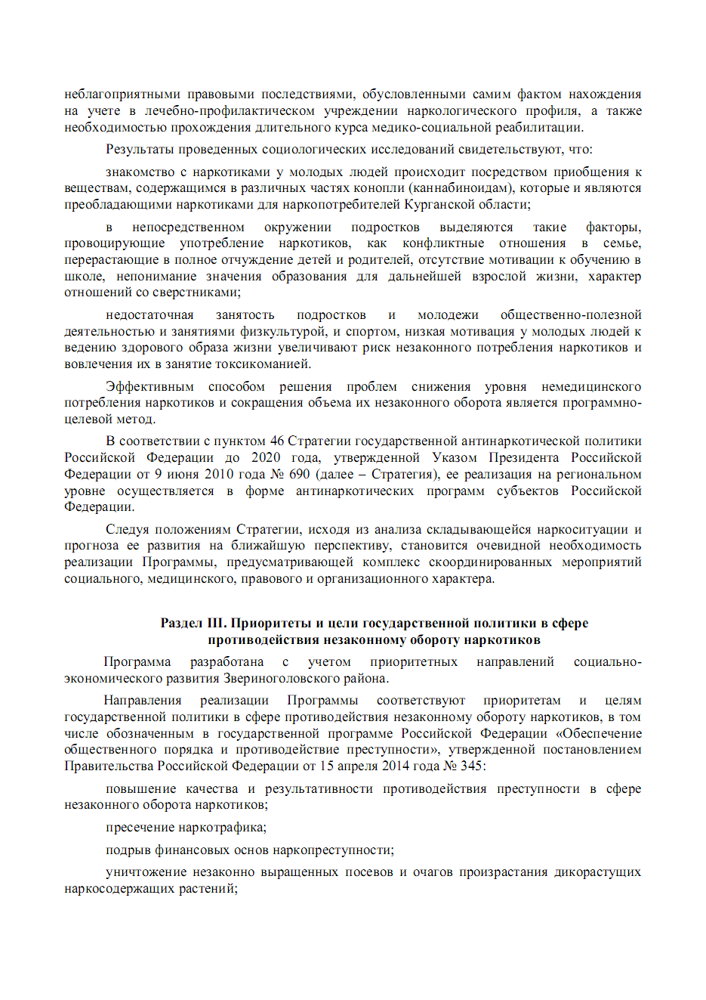 неблагоприятными правовыми последствиями, обусловленными самим фактом нахождения
на учете в лечебно-профилактическом учреждении наркологического профиля, а также
необходимостью прохождения длительного курса медико-социальной реабилитации.
Результаты проведенных социологических исследований свидетельствуют, что:
знакомство с наркотиками у молодых людей происходит посредством приобщения к
веществам, содержащимся в различных частях конопли (каннабиноидам), которые и являются
преобладающими наркотиками для наркопотребителей Курганской области;
в непосредственном окружении подростков выделяются такие факторы,
провоцирующие употребление наркотиков, как конфликтные отношения в семье,
перерастающие в полное отчуждение детей и родителей, отсутствие мотивации к обучению в
школе, непонимание значения образования для дальнейшей взрослой жизни, характер
отношений со сверстниками;
недостаточная занятость подростков и молодежи общественно-полезной
деятельностью и занятиями физкультурой, и спортом, низкая мотивация у молодых людей к
ведению здорового образа жизни увеличивают риск незаконного потребления наркотиков и
вовлечения их в занятие токсикоманией.
Эффективным способом решения проблем снижения уровня немедицинского
потребления наркотиков и сокращения объема их незаконного оборота является программно-
целевой метод.
В соответствии с пунктом 46 Стратегии государственной антинаркотической политики
Российской Федерации до 2020 года, утвержденной Указом Президента Российской
Федерации от 9 июня 2010 года № 690 (далее – Стратегия), ее реализация на региональном
уровне осуществляется в форме антинаркотических программ субъектов Российской
Федерации.
Следуя положениям Стратегии, исходя из анализа складывающейся наркоситуации и
прогноза ее развития на ближайшую перспективу, становится очевидной необходимость
реализации Программы, предусматривающей комплекс скоординированных мероприятий
социального, медицинского, правового и организационного характера.
Раздел III. Приоритеты и цели государственной политики в сфере
противодействия незаконному обороту наркотиков
Программа разработана с учетом приоритетных направлений социально-
экономического развития Звериноголовского района.
Направления реализации Программы соответствуют приоритетам и целям
государственной политики в сфере противодействия незаконному обороту наркотиков, в том
числе обозначенным в государственной программе Российской Федерации «Обеспечение
общественного порядка и противодействие преступности», утвержденной постановлением
Правительства Российской Федерации от 15 апреля 2014 года № 345:
повышение качества и результативности противодействия преступности в сфере
незаконного оборота наркотиков;
пресечение наркотрафика;
подрыв финансовых основ наркопреступности;
уничтожение незаконно выращенных посевов и очагов произрастания дикорастущих
наркосодержащих растений;